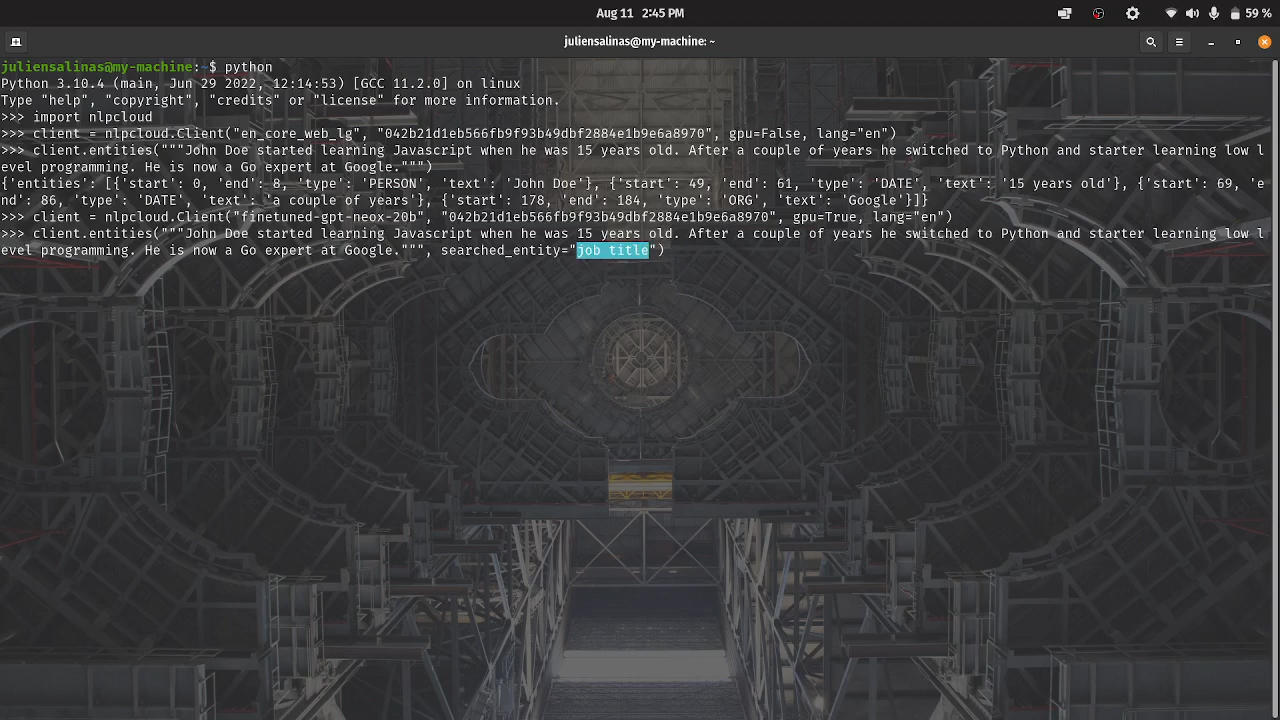 Aug 11 2:45 PM
59 %
juliensalinas@my-machine: ~
juliensalinas@my-machine:~$ python
Python 3.10.4 (main, Jun 29 2022, 12:14:53) [GCC 11.2.0] on linux
Type "help", "copyright", "credits" or "license" for more information.
>>> import nlpcloud
>>> client = nlpcloud.Client("en_core_web_lg", "042b21d1eb566fb9f93b49dbf2884e1b9e6a8970", gpu=False, lang="en")
>>> client.entities("""John Doe started learning Javascript when he was 15 years old. After a couple of years he switched to Python and starter learning low l
evel programming. He is now a Go expert at Google.""")
{'entities': [{'start': 0, 'end': 8, 'type': 'PERSON', 'text': 'John Doe'}, {'start': 49, 'end': 61, 'type': 'DATE', 'text': '15 years old'}, {'start': 69, 'e
nd': 86, 'type': 'DATE', 'text': 'a couple of years'}, {'start': 178, 'end': 184, 'type': 'ORG', 'text': 'Google'}]}
>>> client = nlpcloud.Client("finetuned-gpt-neox-20b", "042b21d1eb566fb9f93b49dbf2884e1b9e6a8970", gpu=True, lang="en")
>>> client.entities("""John Doe started learning Javascript when he was 15 years old. After a couple of years he switched to Python and starter learning low l
evel programming. He is now a Go expert at Google.""", searched_entity="job title")